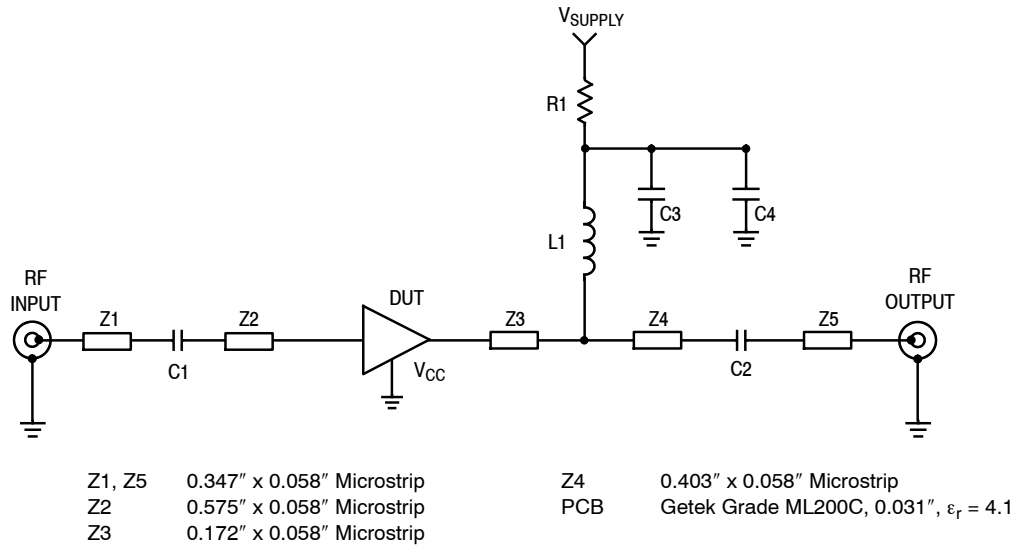 V_SUPPLY
R1
C3
C4
L1
RF
INPUT
Z1
C1
Z2
DUT
V_CC
Z3
Z4
C2
Z5
RF
OUTPUT
Z1, Z5 0.347″ x 0.058″ Microstrip
Z2 0.575″ x 0.058″ Microstrip
Z3 0.172″ x 0.058″ Microstrip
Z4 0.403″ x 0.058″ Microstrip
PCB Getek Grade ML200C, 0.031″, εr = 4.1